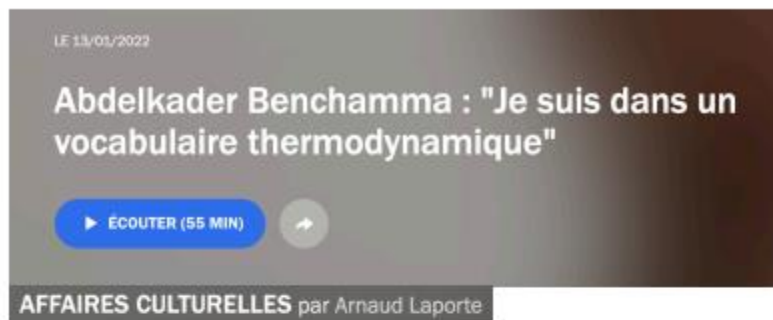 LE 13/01/2022
Abdelkader Benchamma : "Je suis dans un
vocabulaire thermodynamique"
ÉCOUTER (55 MIN)
AFFAIRES CULTURELLES par Arnaud Laporte